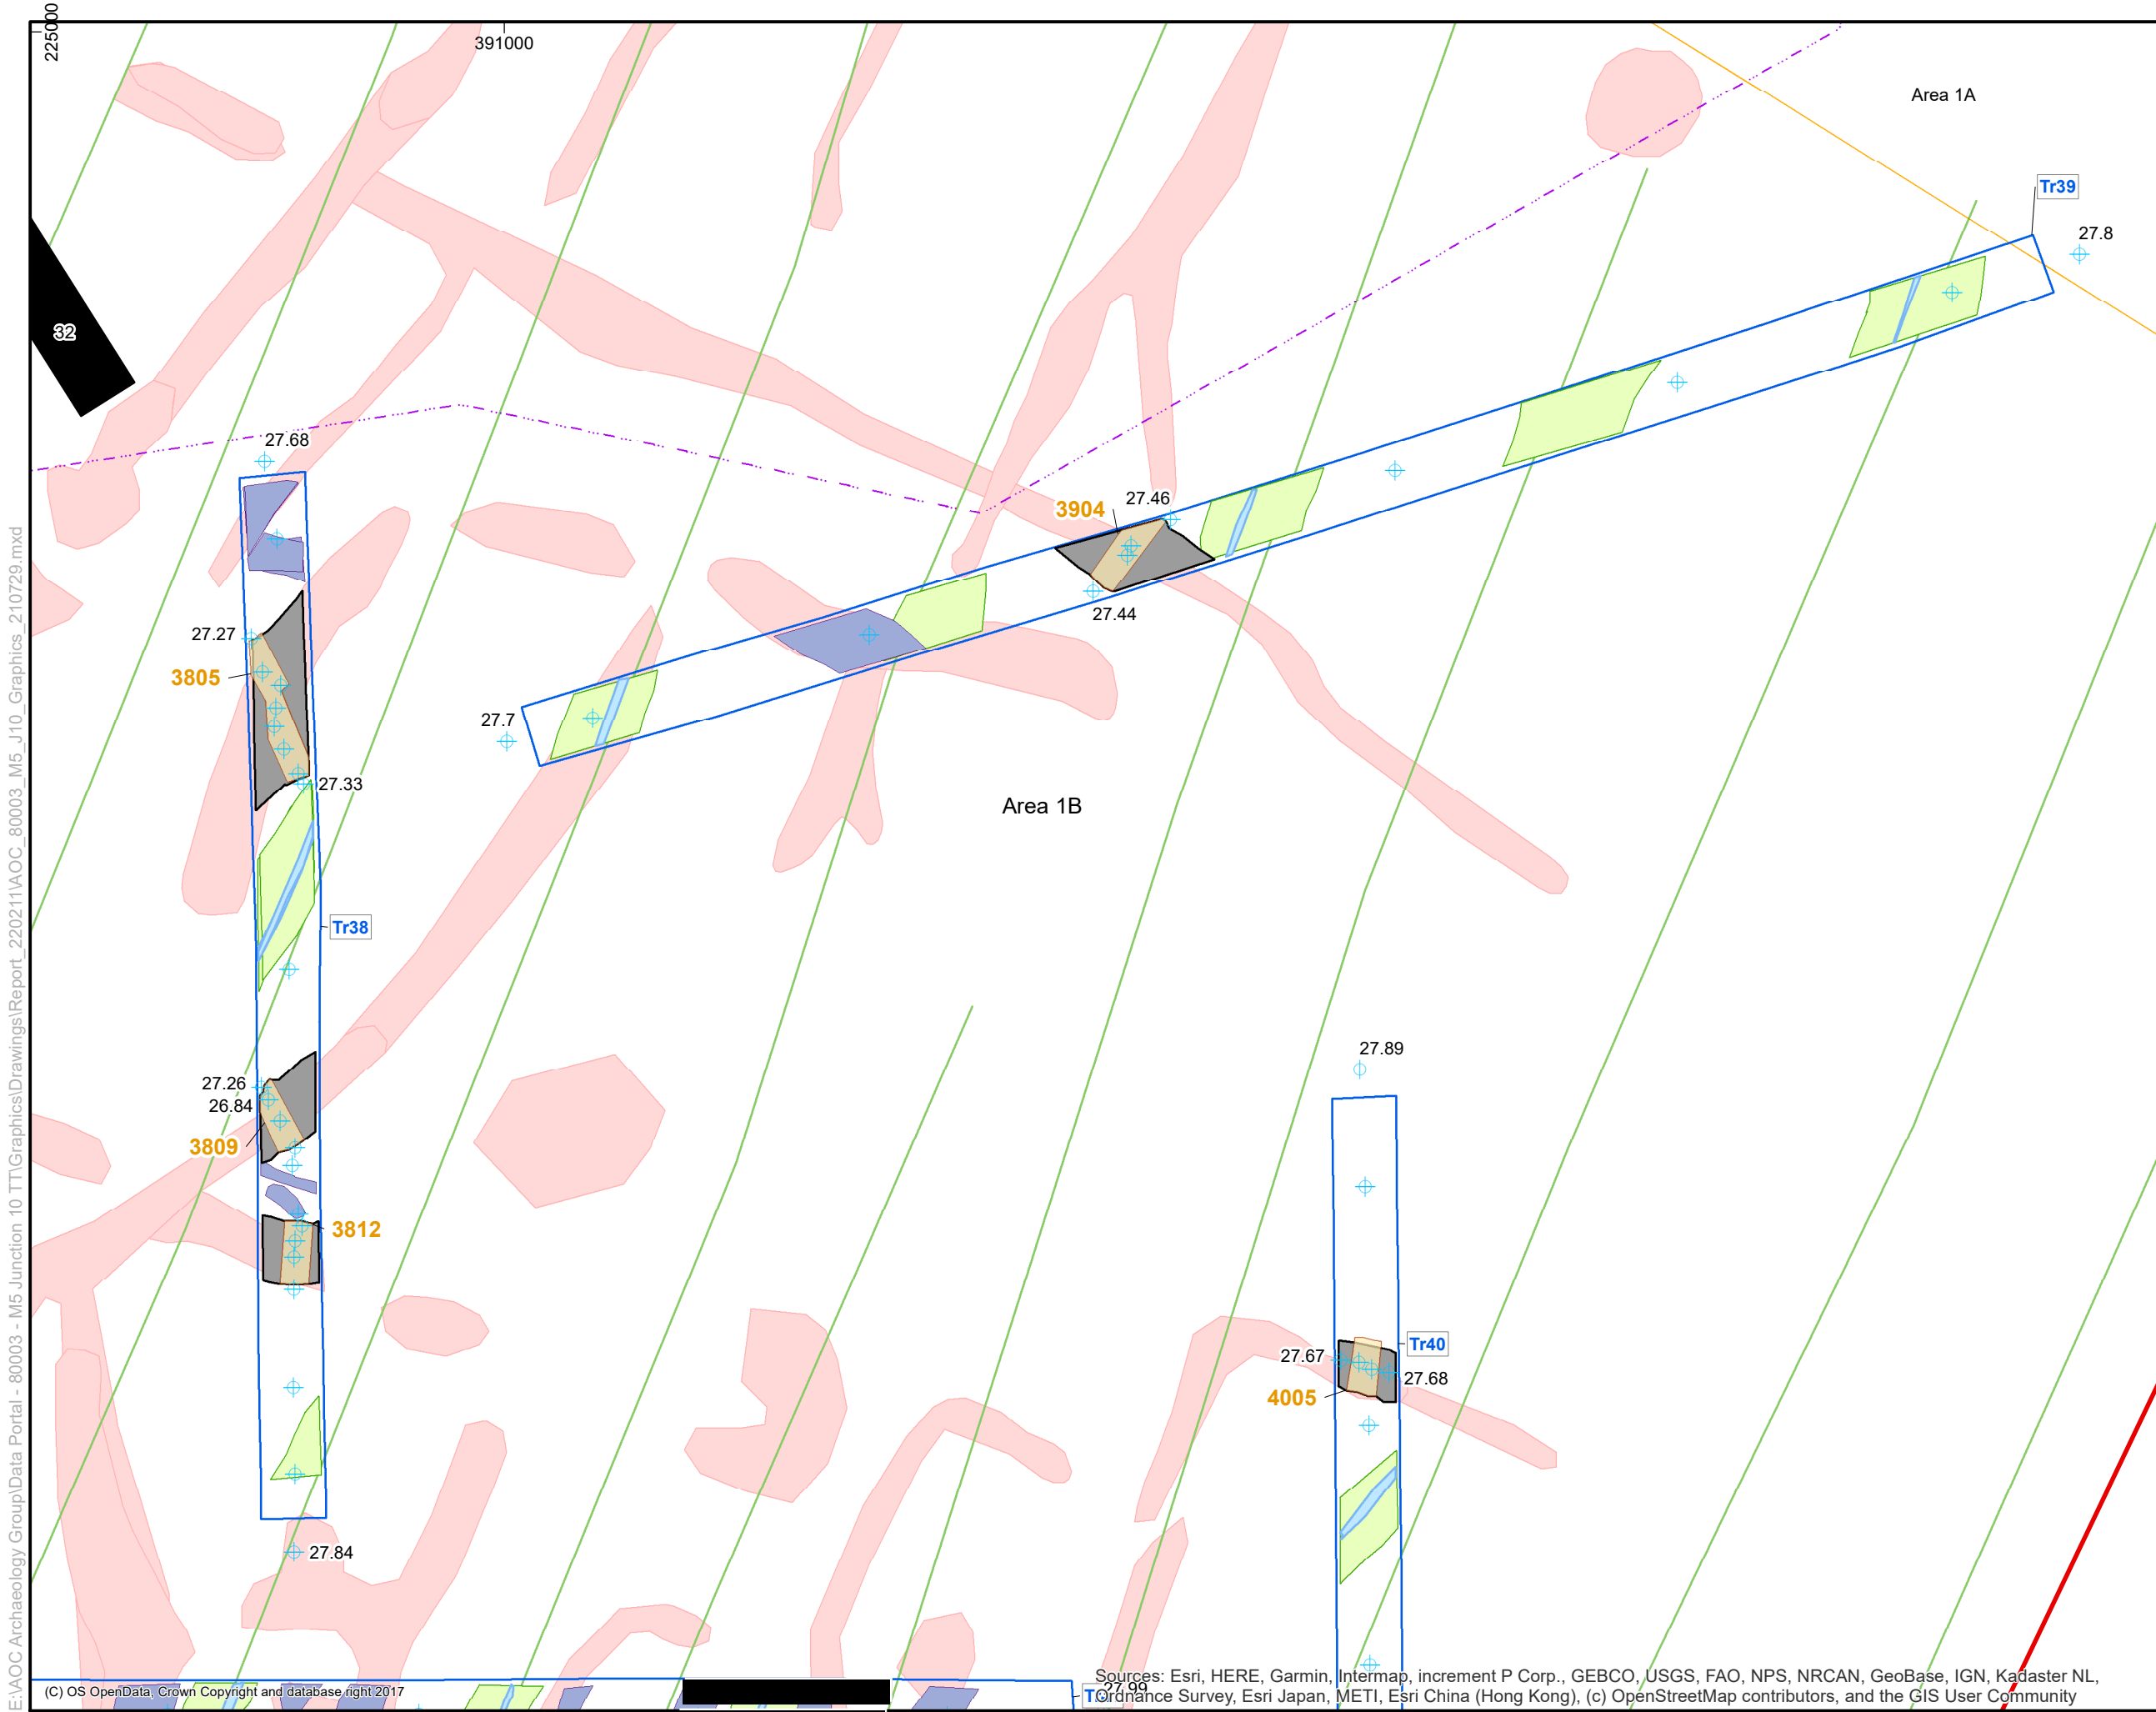 225000
391000
Area 1A
Tr39
27.8
32
27.68
3904
27.46
27.27
27.44
3805
27.7
27.33
Area 1B
Tr38
27.89
27.26
26.84
3809
3812
Tr40
27.67
27.68
4005
27.84
E:\AOC Archaeology Group\Data Portal - 80003 - M5 Junction 10 TT\Graphics\Drawings\Report_220211\AOC_80003_M5_J10_Graphics_210729.mxd
Sources: Esri, HERE, Garmin, Intermap, increment P Corp., GEBCO, USGS, FAO, NPS, NRCAN, GeoBase, IGN, Kadaster NL,
(C) OS OpenData, Crown Copyright and database right 2017
27.99
Ordnance Survey, Esri Japan, METI, Esri China (Hong Kong), (c) OpenStreetMap contributors, and the GIS User Community